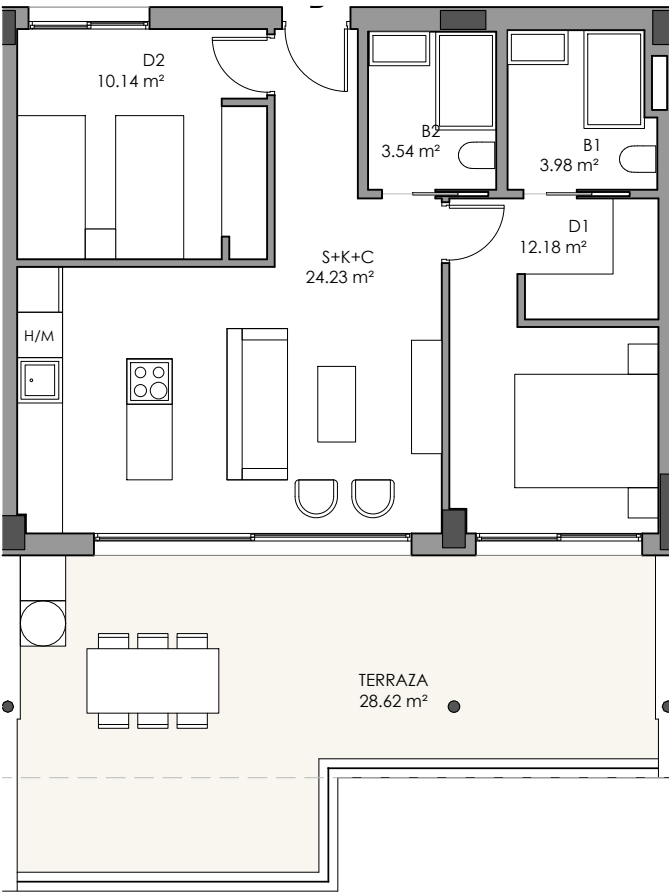 D2
10.14 m²
B2
3.54 m²
B1
3.98 m²
D1
12.18 m²
S+K+C
24.23 m²
H/M
TERRAZA
28.62 m²